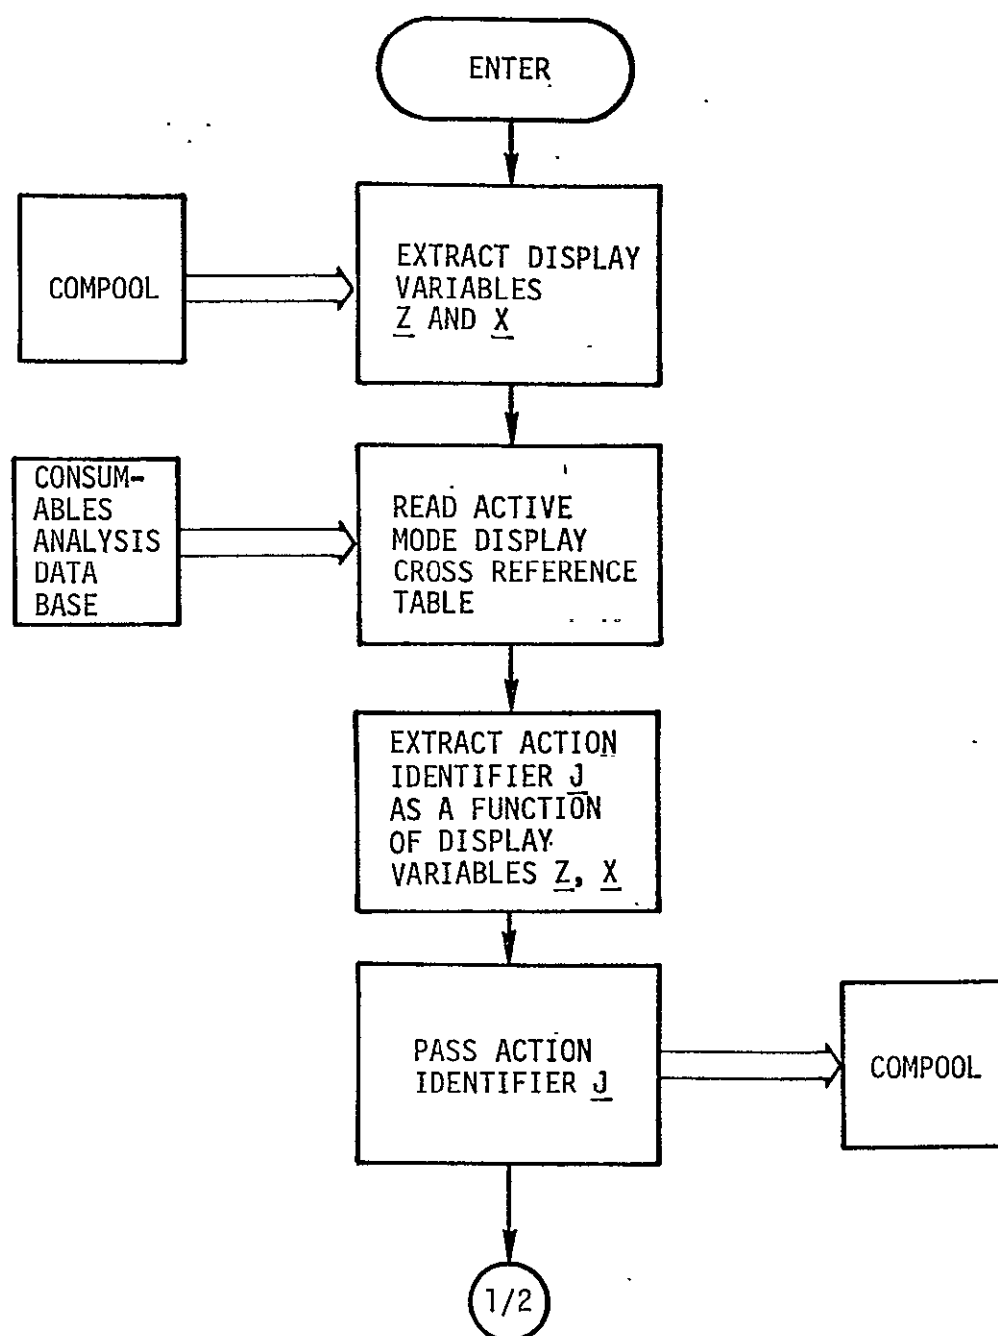 ENTER
COMPOOL
EXTRACT DISPLAY
VARIABLES
Z AND X
CONSUM-
ABLES
ANALYSIS
DATA
BASE
READ ACTIVE
MODE DISPLAY
CROSS REFERENCE
TABLE
EXTRACT ACTION
IDENTIFIER J
AS A FUNCTION
OF DISPLAY
VARIABLES Z, X
PASS ACTION
IDENTIFIER J
COMPOOL
1/2